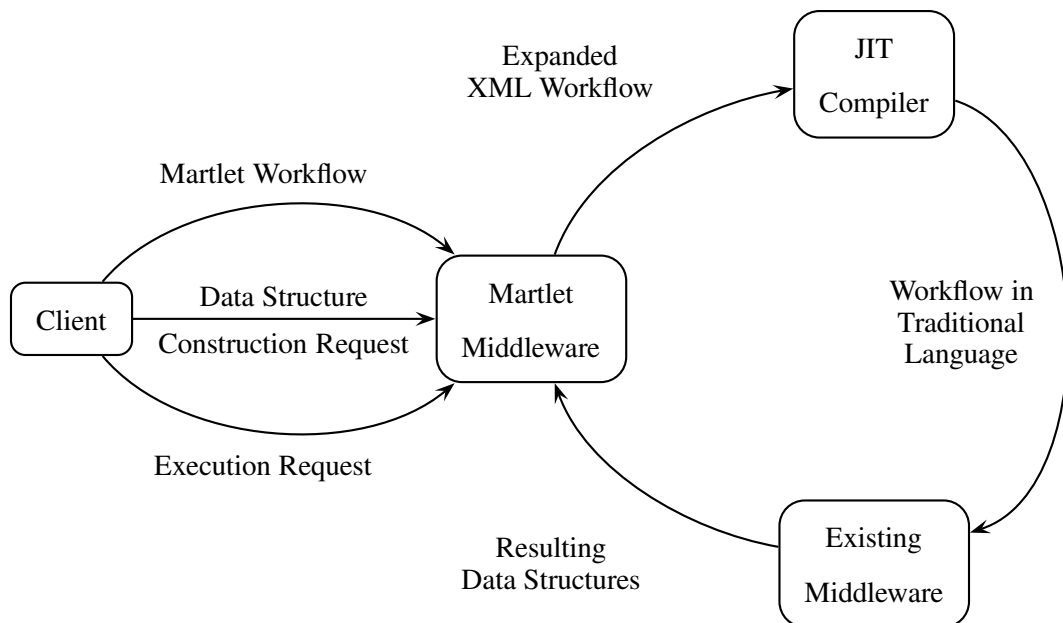 JIT
Compiler
Expanded
XML Workflow
Martlet Workflow
Client
Data Structure
Construction Request
Martlet
Middleware
Workflow in
Traditional
Language
Execution Request
Resulting
Data Structures
Existing
Middleware